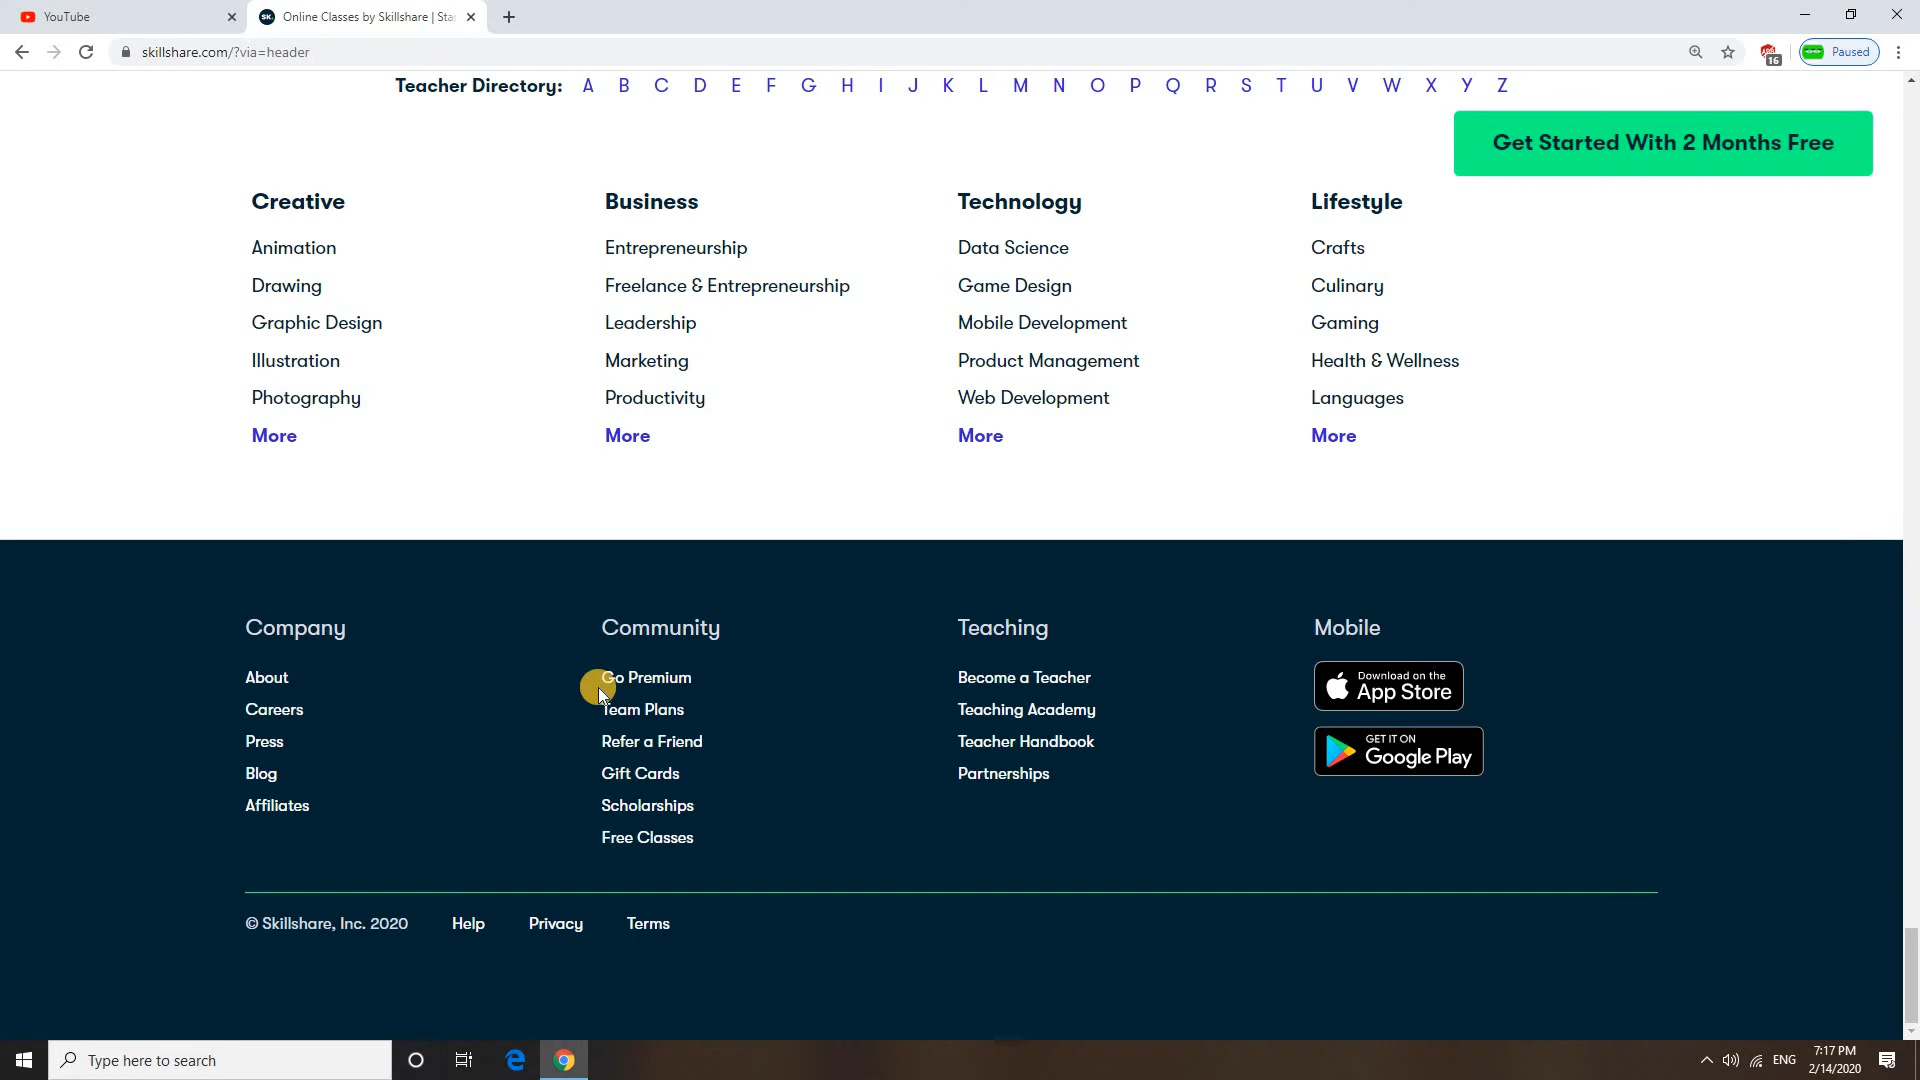 YouTube
SK. Online Classes by Skillshare | Sta
skillshare.com/?via=header
16
Paused
Teacher Directory: A B C D E F G H I J K L M N O P Q R S T U V W X Y Z
Get Started With 2 Months Free
Creative
Animation
Drawing
Graphic Design
Illustration
Photography
More
Business
Entrepreneurship
Freelance & Entrepreneurship
Leadership
Marketing
Productivity
More
Technology
Data Science
Game Design
Mobile Development
Product Management
Web Development
More
Lifestyle
Crafts
Culinary
Gaming
Health & Wellness
Languages
More
Company
About
Careers
Press
Blog
Affiliates
Community
Go Premium
Team Plans
Refer a Friend
Gift Cards
Scholarships
Free Classes
Teaching
Become a Teacher
Teaching Academy
Teacher Handbook
Partnerships
Mobile
Download on the
App Store
GET IT ON
Google Play
© Skillshare, Inc. 2020 Help Privacy Terms
Type here to search
ENG
7:17 PM
2/14/2020